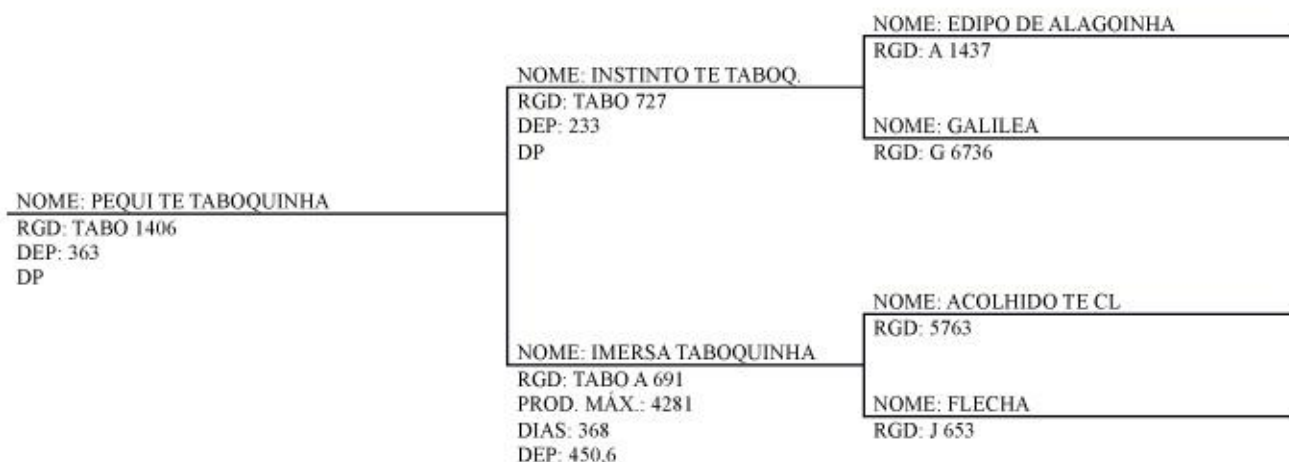 NOME: EDIPO DE ALAGOINHA
RGD: A 1437
NOME: INSTINTO TE TABOQ.
RGD: TABO 727
DEP: 233
DP
NOME: GALILEA
RGD: G 6736
NOME: PEQUI TE TABOQUINHA
RGD: TABO 1406
DEP: 363
DP
NOME: ACOLHIDO TE CL
RGD: 5763
NOME: IMERSA TABOQUINHA
RGD: TABO A 691
PROD. MÁX.: 4281
DIAS: 368
DEP: 450.6
NOME: FLECHA
RGD: J 653